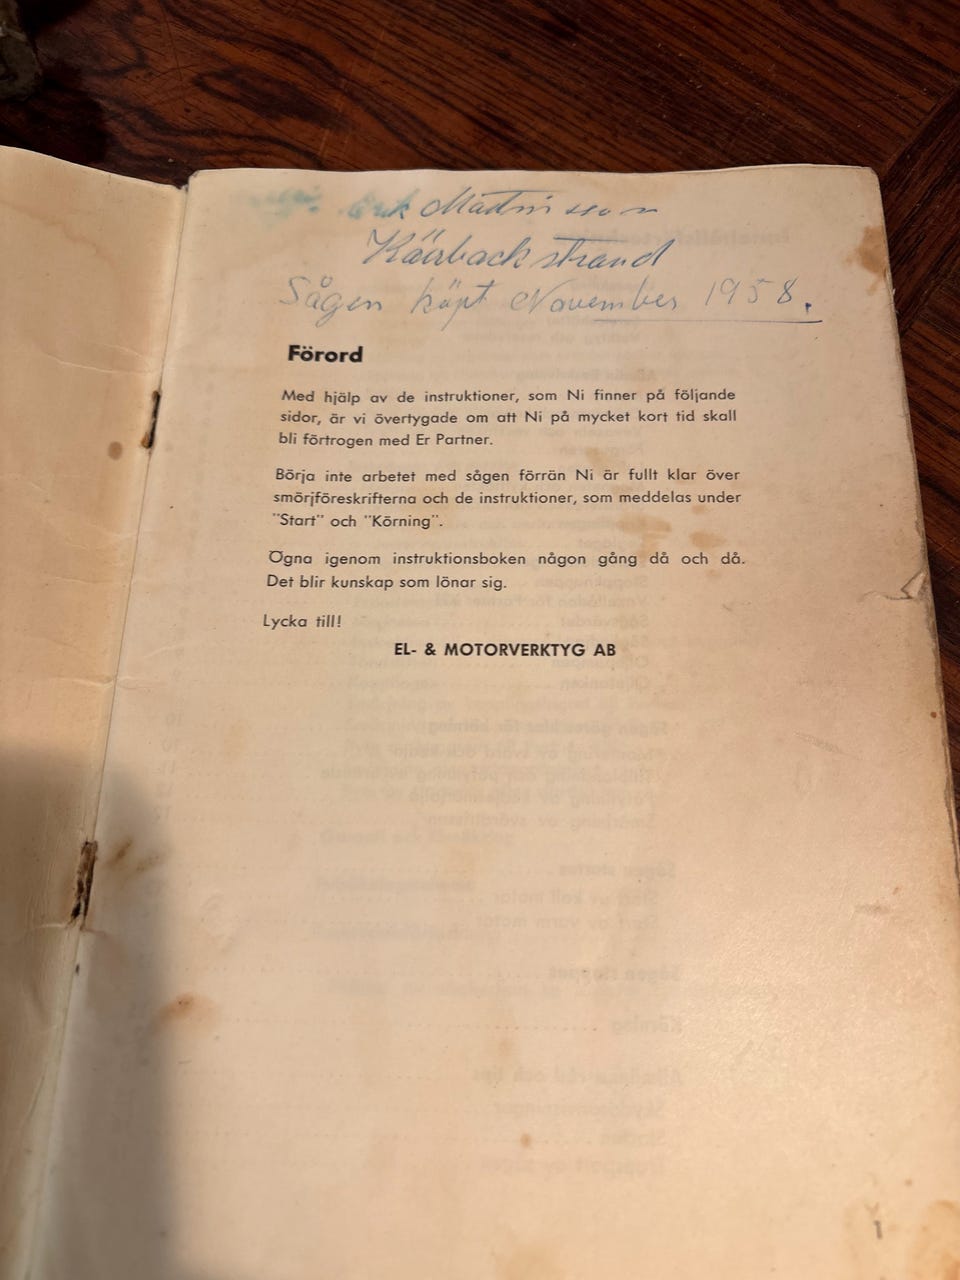 Erik Mattsson
Kårbackstrand
Sågen köpt November 1958.
Förord
Med hjälp av de instruktioner, som Ni finner på följande
sidor, är vi övertygade om att Ni på mycket kort tid skall
bli förtrogen med Er Partner.
Börja inte arbetet med sågen förrän Ni är fullt klar över
smörjföreskrifterna och de instruktioner, som meddelas under
"Start" och "Körning".
Ögna igenom instruktionsboken någon gång då och då.
Det blir kunskap som lönar sig.
Lycka till!
EL- & MOTORVERKTYG AB
1